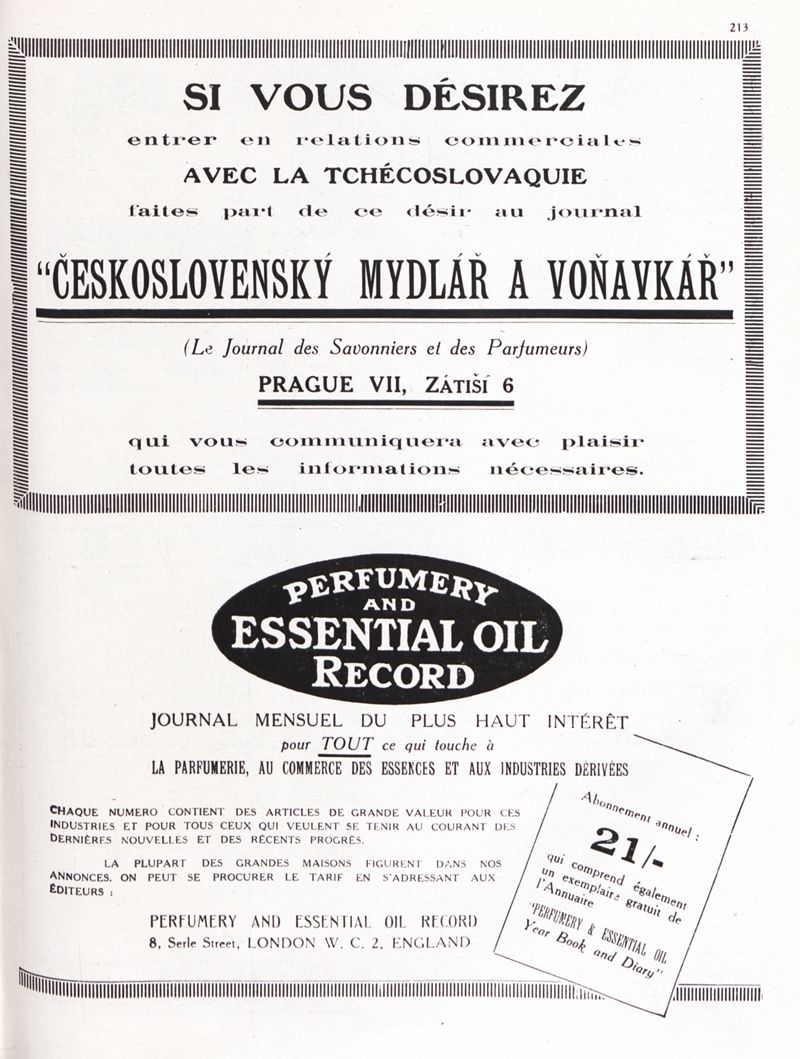 213
SI VOUS DÉSIREZ
entrer en relations commerciales
AVEC LA TCHÉCOSLOVAQUIE
faites part de ce désir au journal
“ČESKOSLOVENSKÝ MYDLÁŘ A VOŇAVKÁŘ”
(Le Journal des Savonniers et des Parfumeurs)
PRAGUE VII, ZÁTIŠÍ 6
qui vous communiquera avec plaisir
toutes les informations nécessaires.
PERFUMERY
AND
ESSENTIAL OIL
RECORD
JOURNAL MENSUEL DU PLUS HAUT INTÉRÊT
pour TOUT ce qui touche à
LA PARFUMERIE, AU COMMERCE DES ESSENCES ET AUX INDUSTRIES DÉRIVÉES
CHAQUE NUMERO CONTIENT DES ARTICLES DE GRANDE VALEUR POUR CES
INDUSTRIES ET POUR TOUS CEUX QUI VEULENT SE TENIR AU COURANT DES
DERNIÈRES NOUVELLES ET DES RÉCENTS PROGRÈS.
LA PLUPART DES GRANDES MAISONS FIGURENT DANS NOS
ANNONCES. ON PEUT SE PROCURER LE TARIF EN S'ADRESSANT AUX
ÉDITEURS :
PERFUMERY AND ESSENTIAL OIL RECORD
8, Serle Street, LONDON W. C. 2, ENGLAND
Abonnement annuel :
21/-
qui comprend également
un exemplaire gratuit de
l'Annuaire
"PERFUMERY & ESSENTIAL OIL
Year Book and Diary"